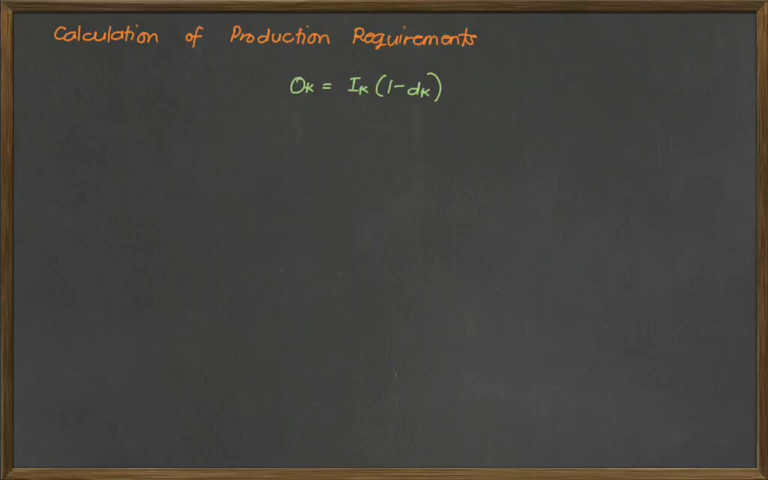 Calculation of Production Requirements
Ok = Ik (1-dk)